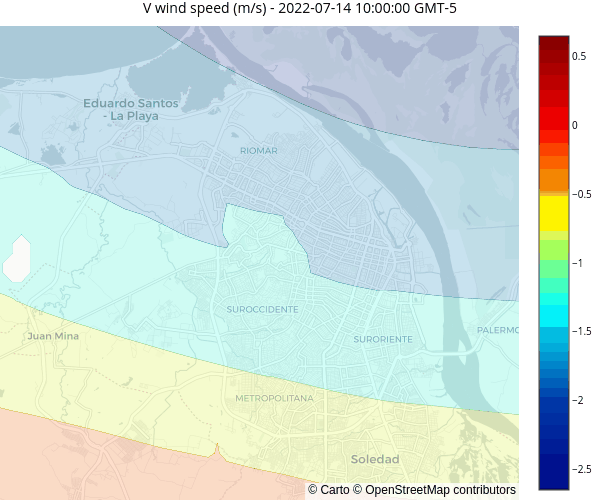 V wind speed (m/s) - 2022-07-14 10:00:00 GMT-5
Eduardo Santos
- La Playa
RIOMAR
SUROCCIDENTE
SURORIENTE
PALERMO
Juan Mina
METROPOLITANA
Soledad
© Carto © OpenStreetMap contributors
0.5
0
−0.5
−1
−1.5
−2
−2.5